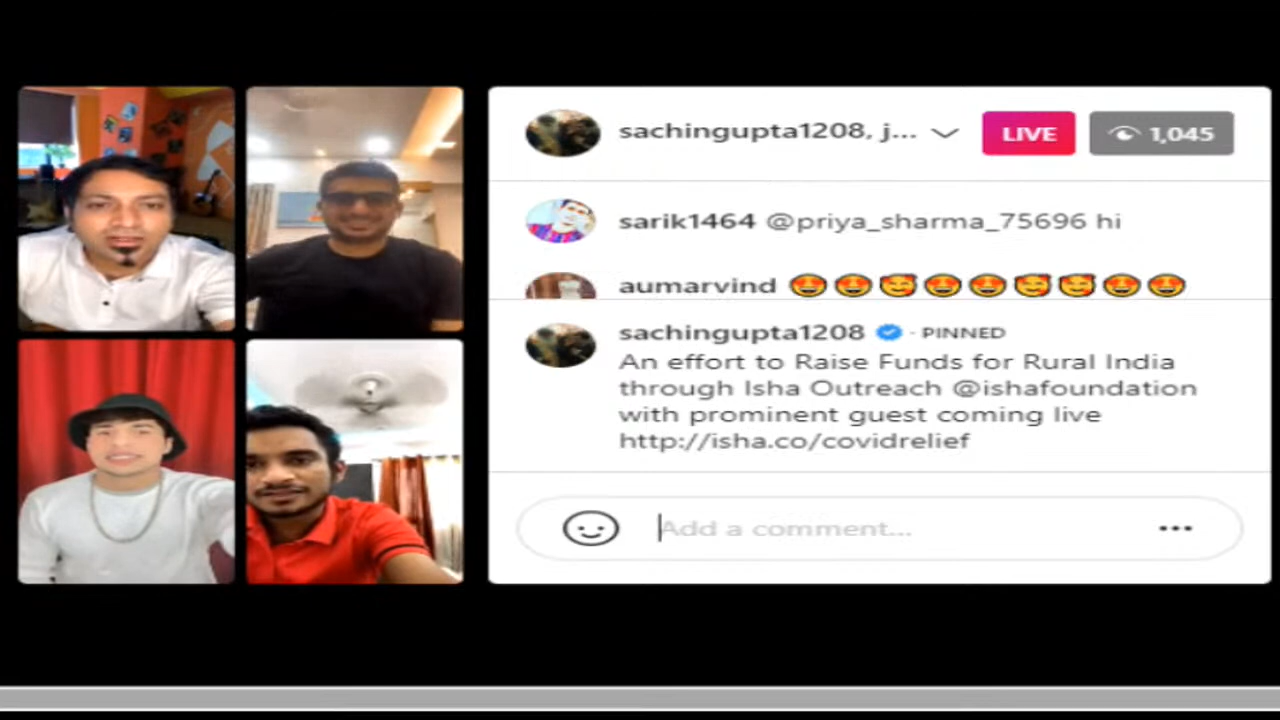 sachingupta1208, j... LIVE 1,045
sarik1464 @priya_sharma_75696 hi
aumarvind 😍😍🥰😍😍🥰🥰😍😍
sachingupta1208 · PINNED
An effort to Raise Funds for Rural India
through Isha Outreach @ishafoundation
with prominent guest coming live
http://isha.co/covidrelief
Add a comment...